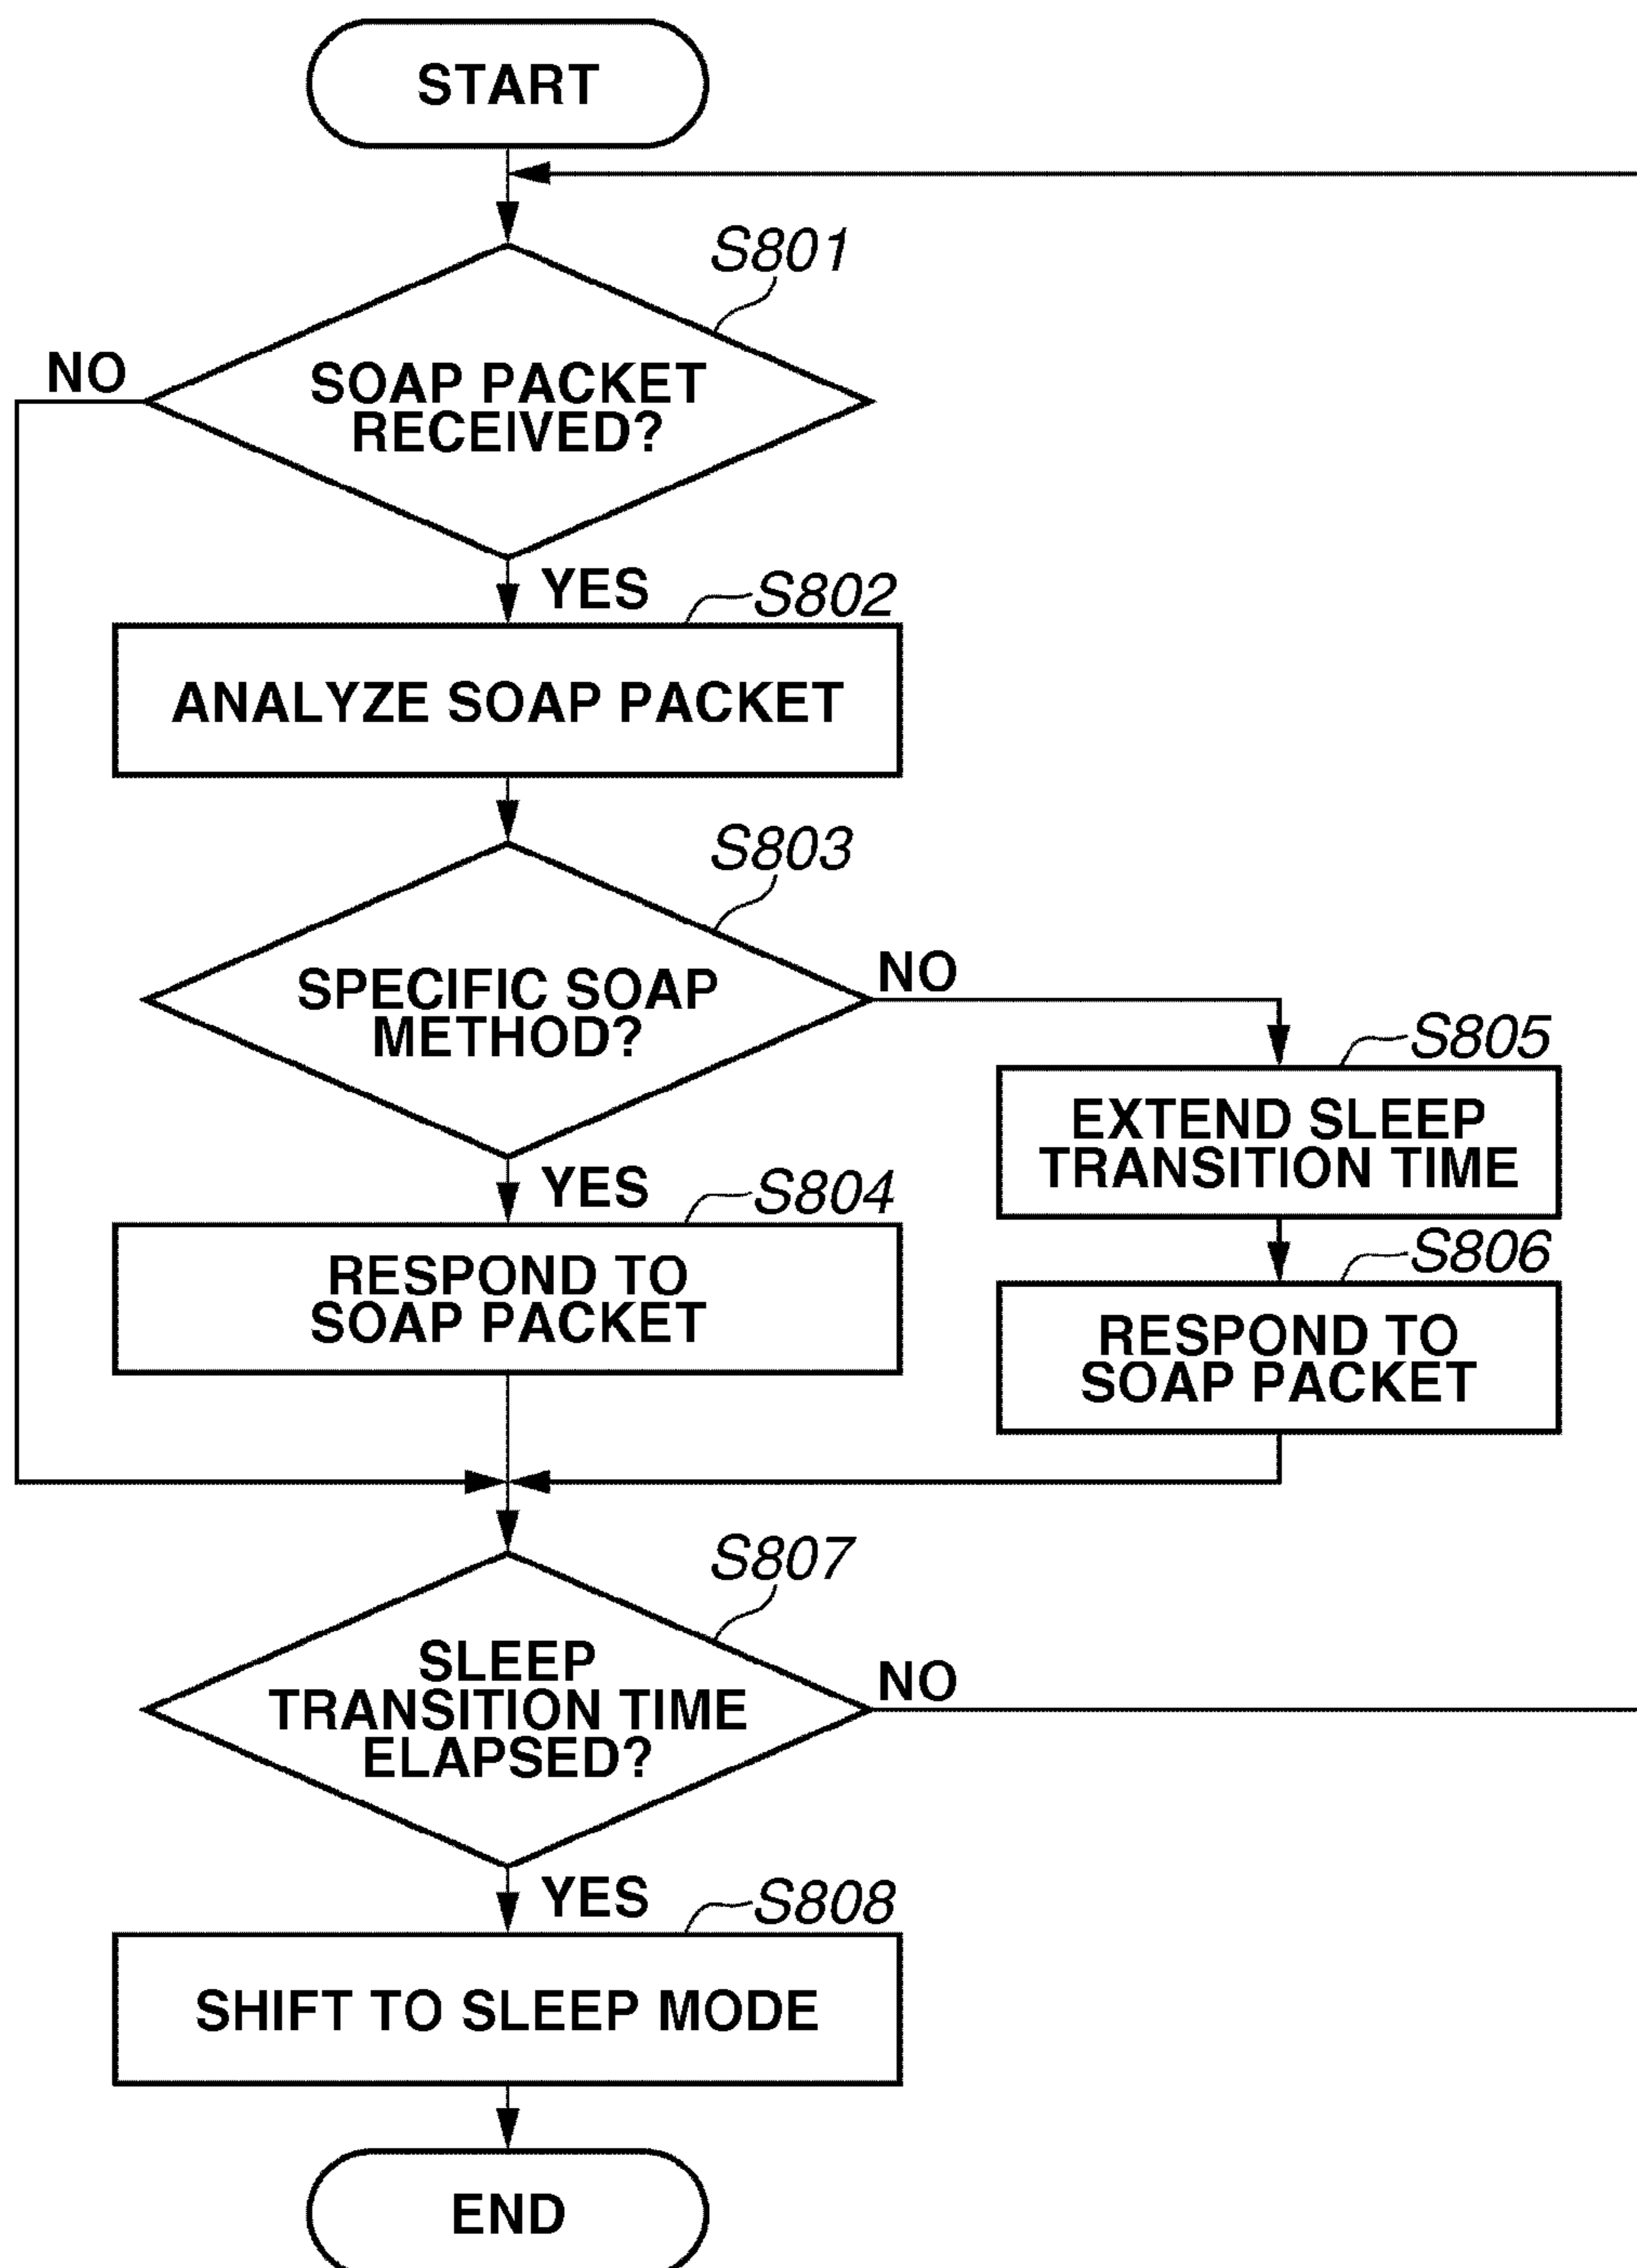 START
S801
NO
SOAP PACKET
RECEIVED?
YES
S802
ANALYZE SOAP PACKET
S803
SPECIFIC SOAP
METHOD?
NO
S805
EXTEND SLEEP
TRANSITION TIME
YES
S804
RESPOND TO
SOAP PACKET
S806
RESPOND TO
SOAP PACKET
S807
SLEEP
TRANSITION TIME
ELAPSED?
NO
YES
S808
SHIFT TO SLEEP MODE
END